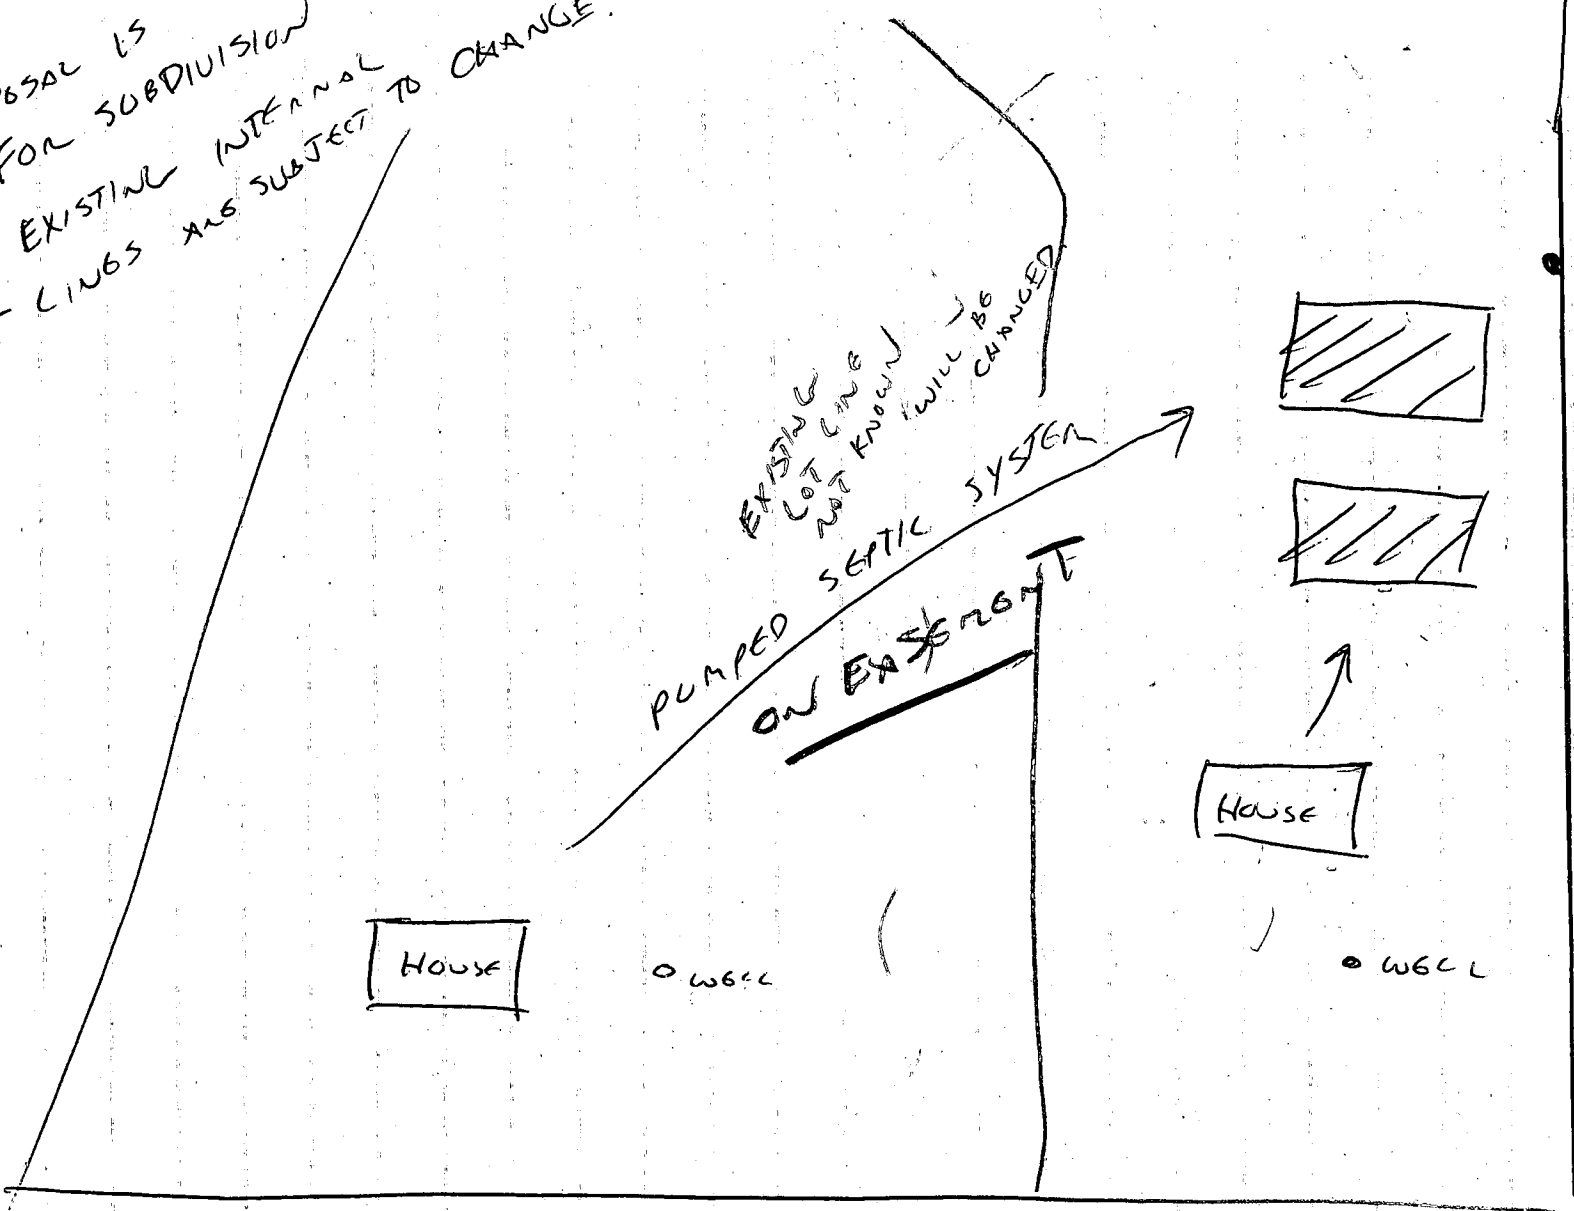 IS
FOR SUBDIVISION
EXISTING INTERNAL
LINES ARE SUBJECT TO CHANGE.
EXISTING
LOT LINE
NOT KNOWN
WILL BE
CHANGED
PUMPED SEPTIC SYSTEM
ON EASEMENT
HOUSE
HOUSE
WELL
WELL